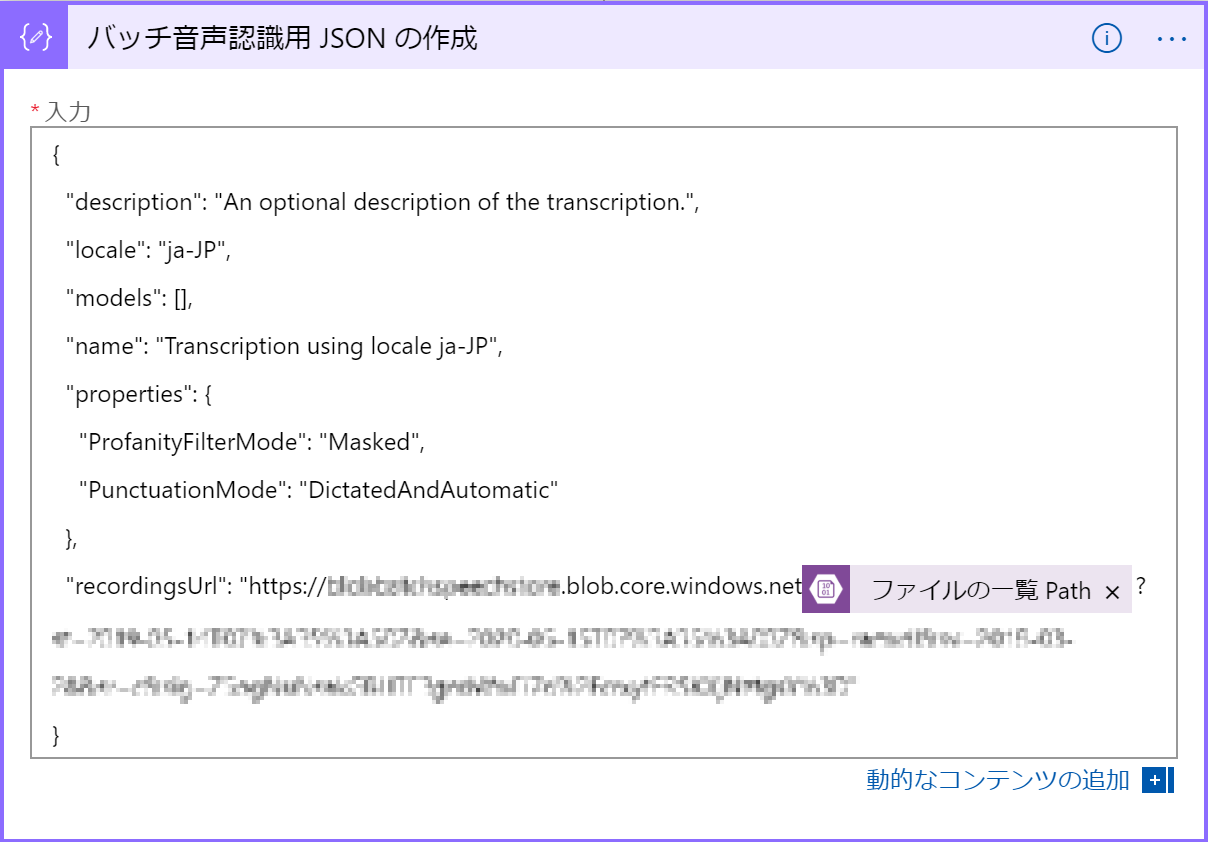 バッチ音声認識用 JSON の作成
* 入力
{
"description": "An optional description of the transcription.",
"locale": "ja-JP",
"models": [],
"name": "Transcription using locale ja-JP",
"properties": {
"ProfanityFilterMode": "Masked",
"PunctuationMode": "DictatedAndAutomatic"
},
"recordingsUrl": "https:// .blob.core.windows.net ファイルの一覧 Path × ?
}
動的なコンテンツの追加